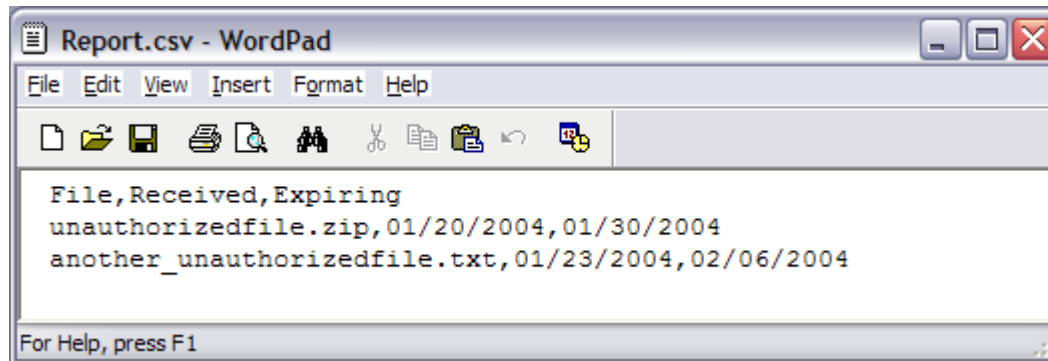 Report.csv - WordPad
File Edit View Insert Format Help
File,Received,Expiring
unauthorizedfile.zip,01/20/2004,01/30/2004
another_unauthorizedfile.txt,01/23/2004,02/06/2004
For Help, press F1